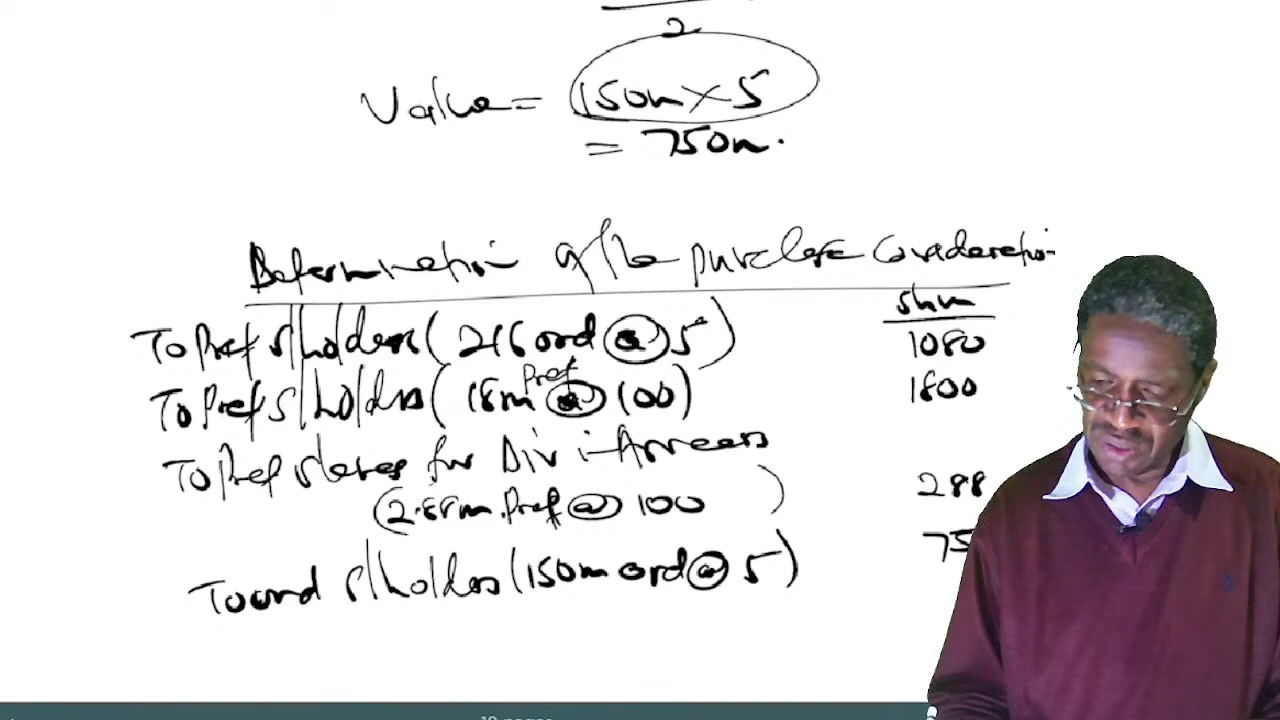 2
Value = 150m × 5
= 750m.
Determination of the purchase consideration
shm
To Pref s/holders (216 ord @ 5) 1080
To Pref s/holders (18m Pref @ 100) 1800
To Pref shares for Div in Arrears
(2.88m Pref @ 100) 288
To ord s/holders (150m ord @ 5) 75